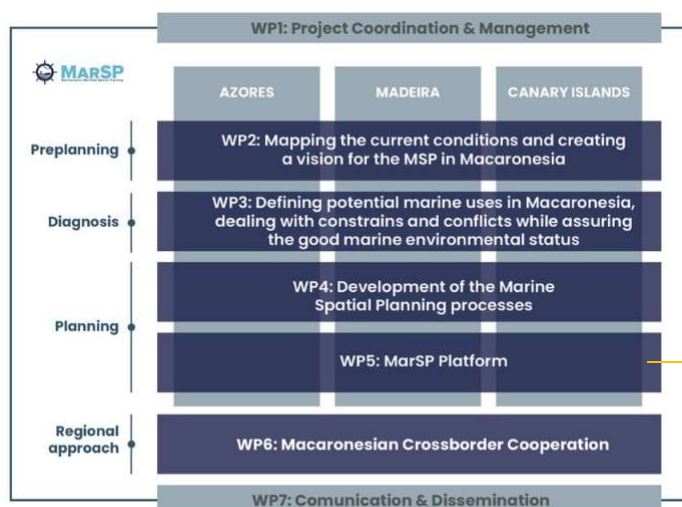 WP1: Project Coordination & Management
MarSP
AZORES
MADEIRA
CANARY ISLANDS
Preplanning
WP2: Mapping the current conditions and creating
a vision for the MSP in Macaronesia
Diagnosis
WP3: Defining potential marine uses in Macaronesia,
dealing with constrains and conflicts while assuring
the good marine environmental status
Planning
WP4: Development of the Marine
Spatial Planning processes
WP5: MarSP Platform
Regional
approach
WP6: Macaronesian Crossborder Cooperation
WP7: Comunication & Dissemination